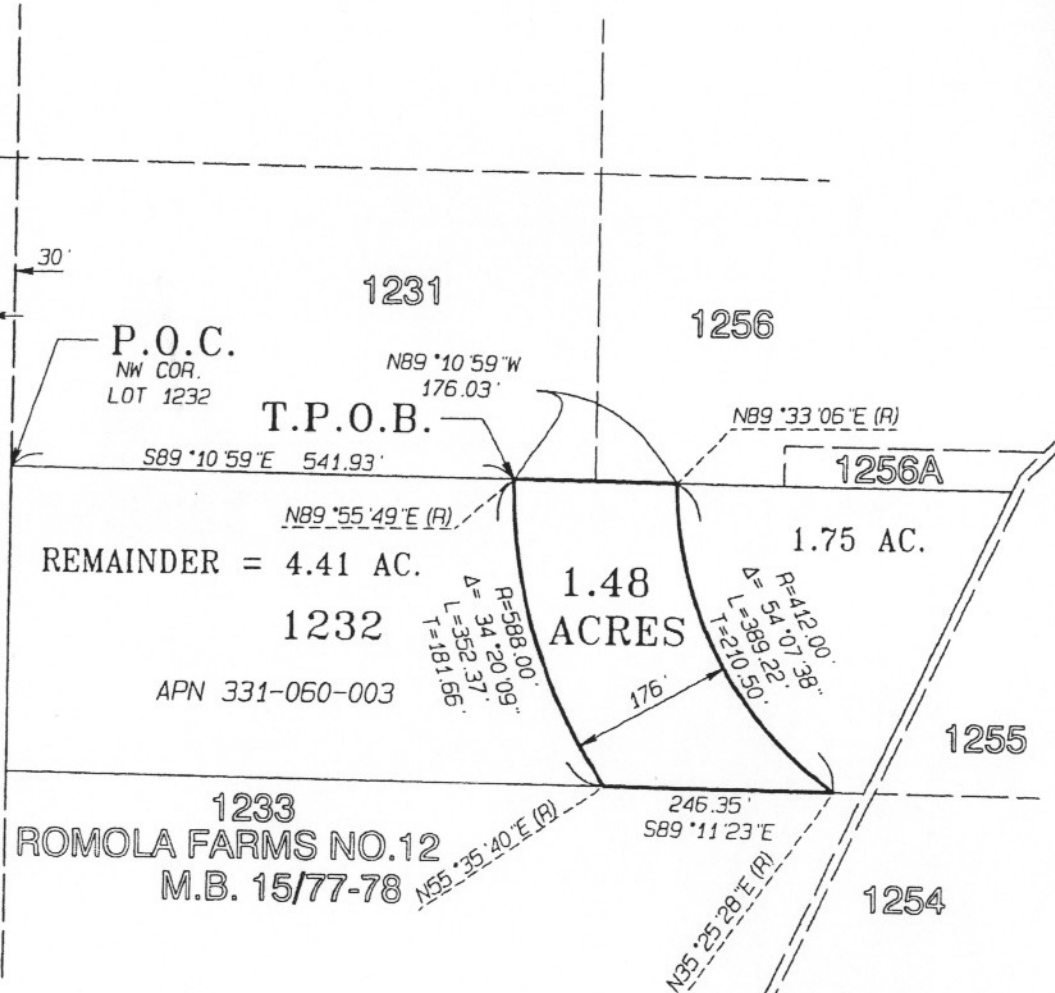 30'
1231
1256
P.O.C.
NW COR.
LOT 1232
N89°10'59"W
176.03'
T.P.O.B.
N89°33'06"E (R)
S89°10'59"E 541.93'
1256A
N89°55'49"E (R)
1.75 AC.
REMAINDER = 4.41 AC.
1232
APN 331-060-003
R=588.00'
Δ= 34°20'09"
L=352.37'
T=181.66'
1.48
ACRES
R=412.00'
Δ= 54°07'38"
L=389.22'
T=210.50'
176'
1255
1233
ROMOLA FARMS NO.12
M.B. 15/77-78
N55°35'40"E (R)
246.35'
S89°11'23"E
N35°25'28"E (R)
1254